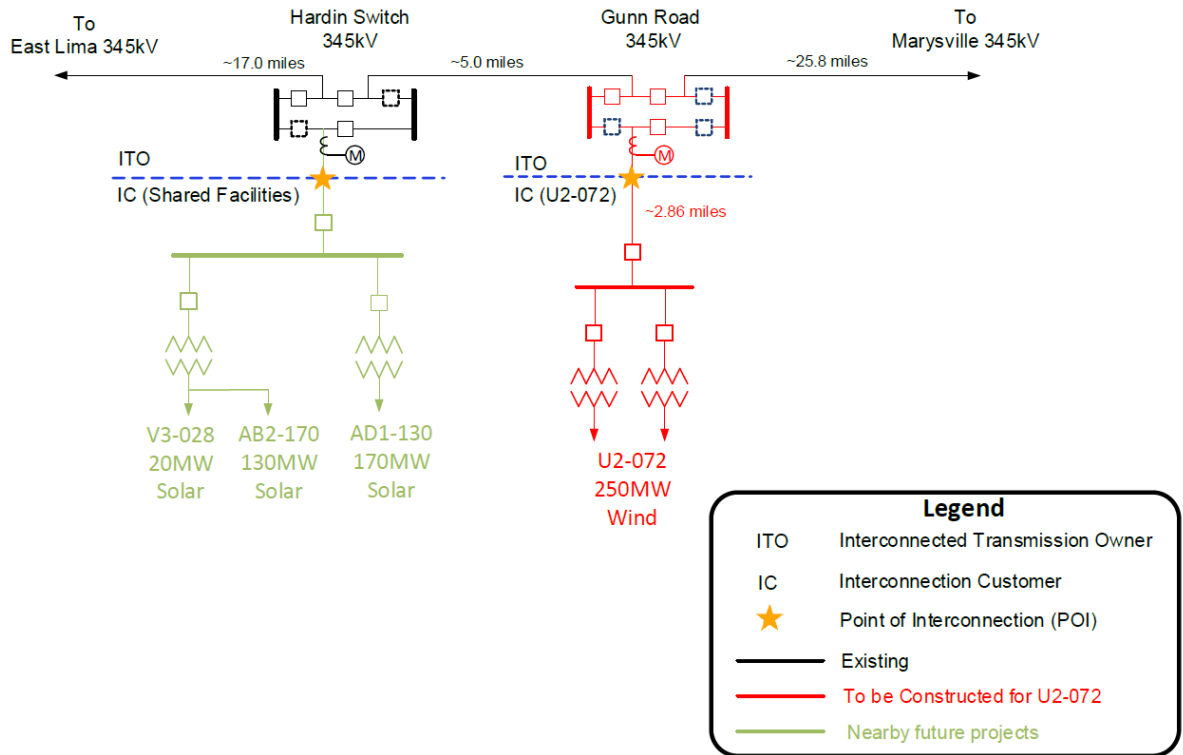 To
East Lima 345kV
Hardin Switch
345kV
Gunn Road
345kV
To
Marysville 345kV
~17.0 miles
~5.0 miles
~25.8 miles
M
M
ITO
IC (Shared Facilities)
ITO
IC (U2-072)
~2.86 miles
V3-028
20MW
Solar
AB2-170
130MW
Solar
AD1-130
170MW
Solar
U2-072
250MW
Wind
Legend
ITO Interconnected Transmission Owner
IC Interconnection Customer
Point of Interconnection (POI)
Existing
To be Constructed for U2-072
Nearby future projects